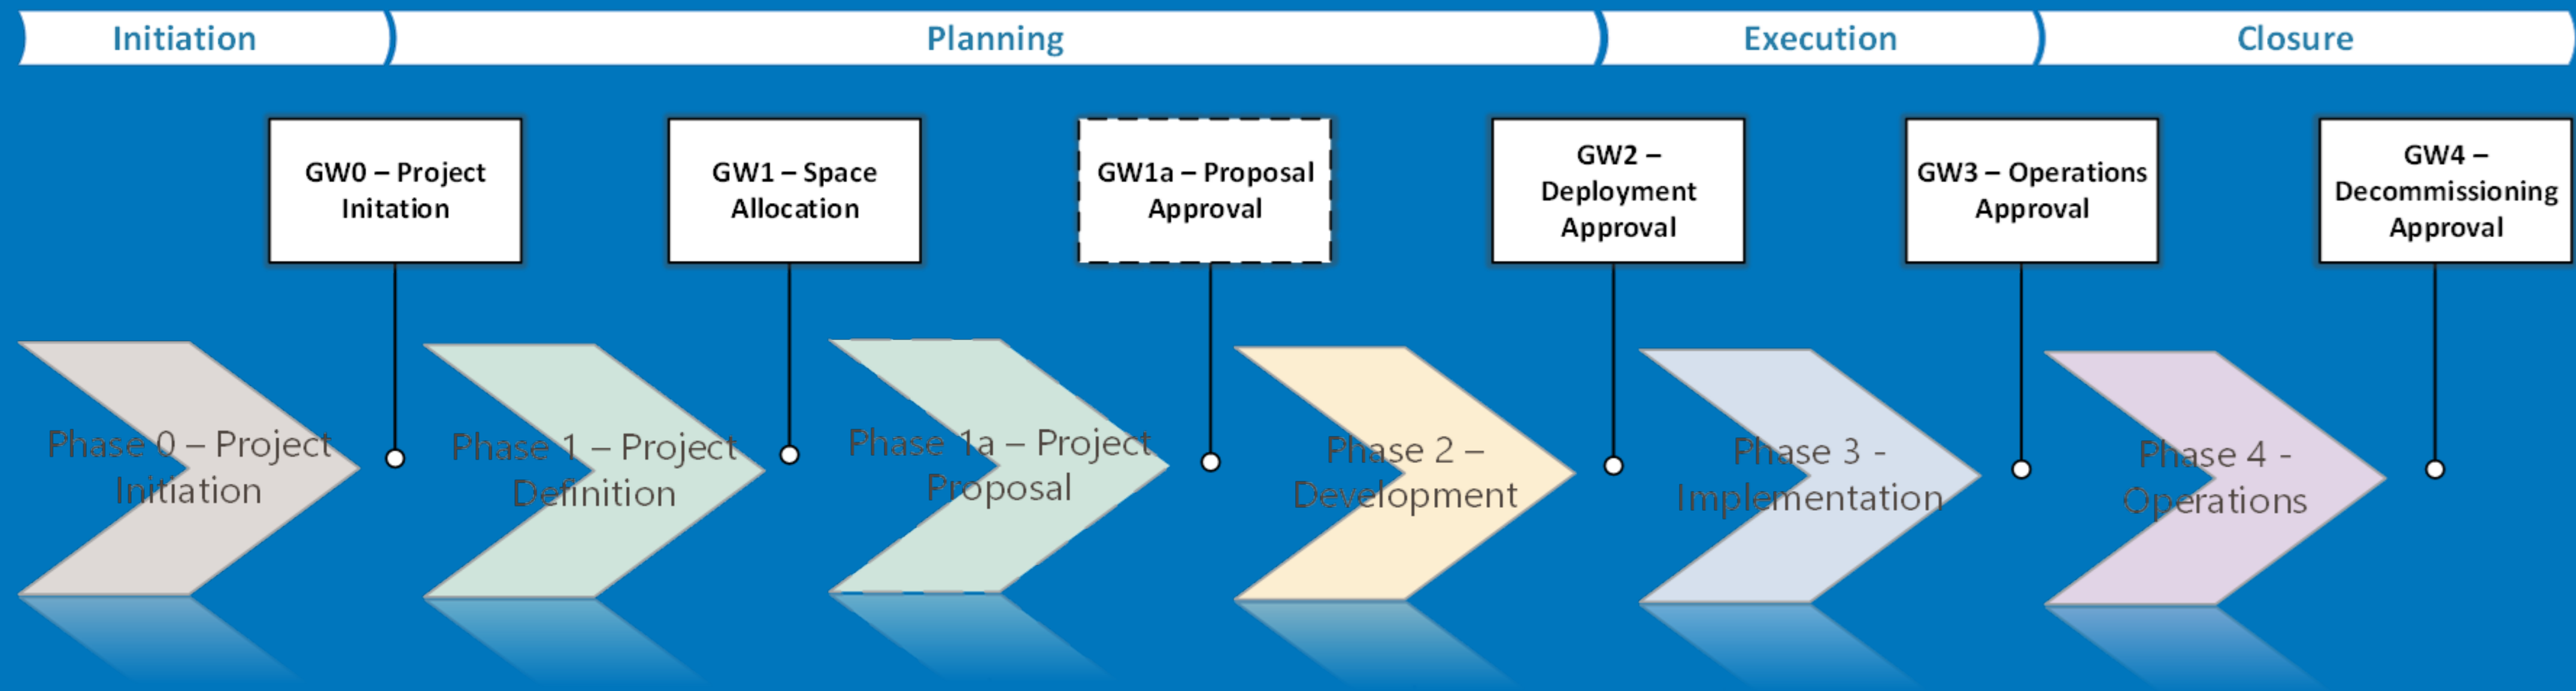 Initiation
Planning
Execution
Closure
GW0 – Project
Initation
GW1 – Space
Allocation
GW1a – Proposal
Approval
GW2 –
Deployment
Approval
GW3 – Operations
Approval
GW4 –
Decommissioning
Approval
Phase 0 – Project
Initiation
Phase 1 – Project
Definition
Phase 1a – Project
Proposal
Phase 2 –
Development
Phase 3 -
Implementation
Phase 4 -
Operations